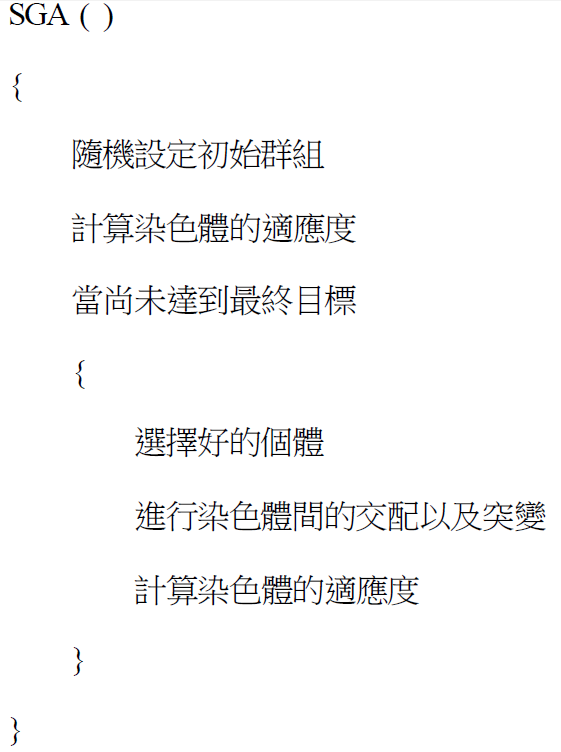 SGA ( )
{
隨機設定初始群組
計算染色體的適應度
當尚未達到最終目標
{
選擇好的個體
進行染色體間的交配以及突變
計算染色體的適應度
}
}